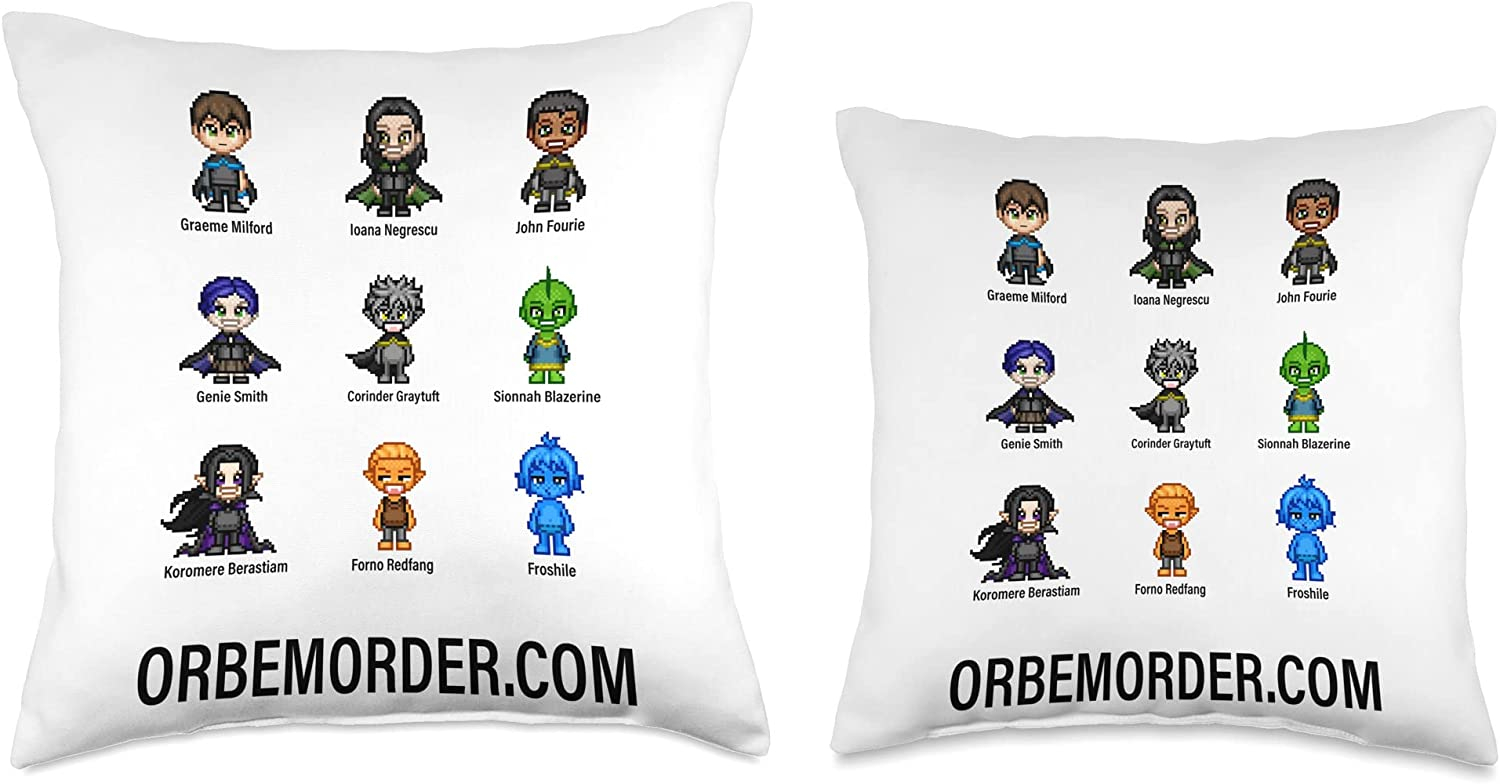 Graeme Milford Ioana Negrescu John Fourie
Genie Smith Corinder Graytuft Sionnah Blazerine
Koromere Berastiam Forno Redfang Froshile
ORBEMORDER.COM
Graeme Milford Ioana Negrescu John Fourie
Genie Smith Corinder Graytuft Sionnah Blazerine
Koromere Berastiam Forno Redfang Froshile
ORBEMORDER.COM